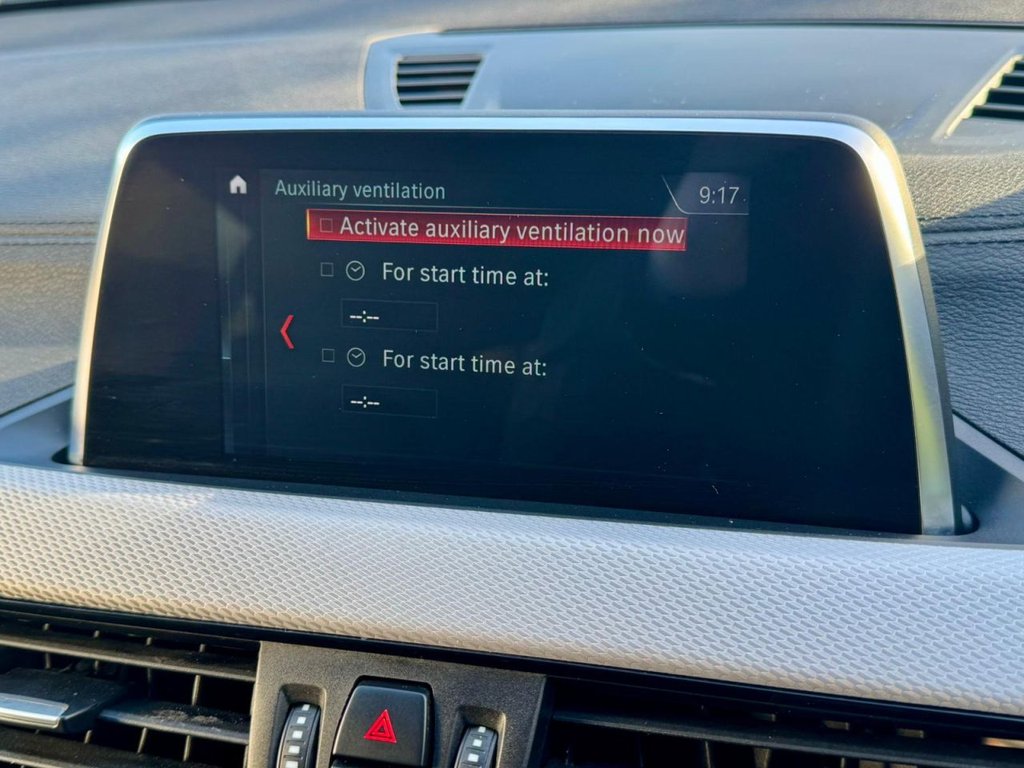 Auxiliary ventilation
9:17
Activate auxiliary ventilation now
For start time at:
--:--
For start time at:
--:--